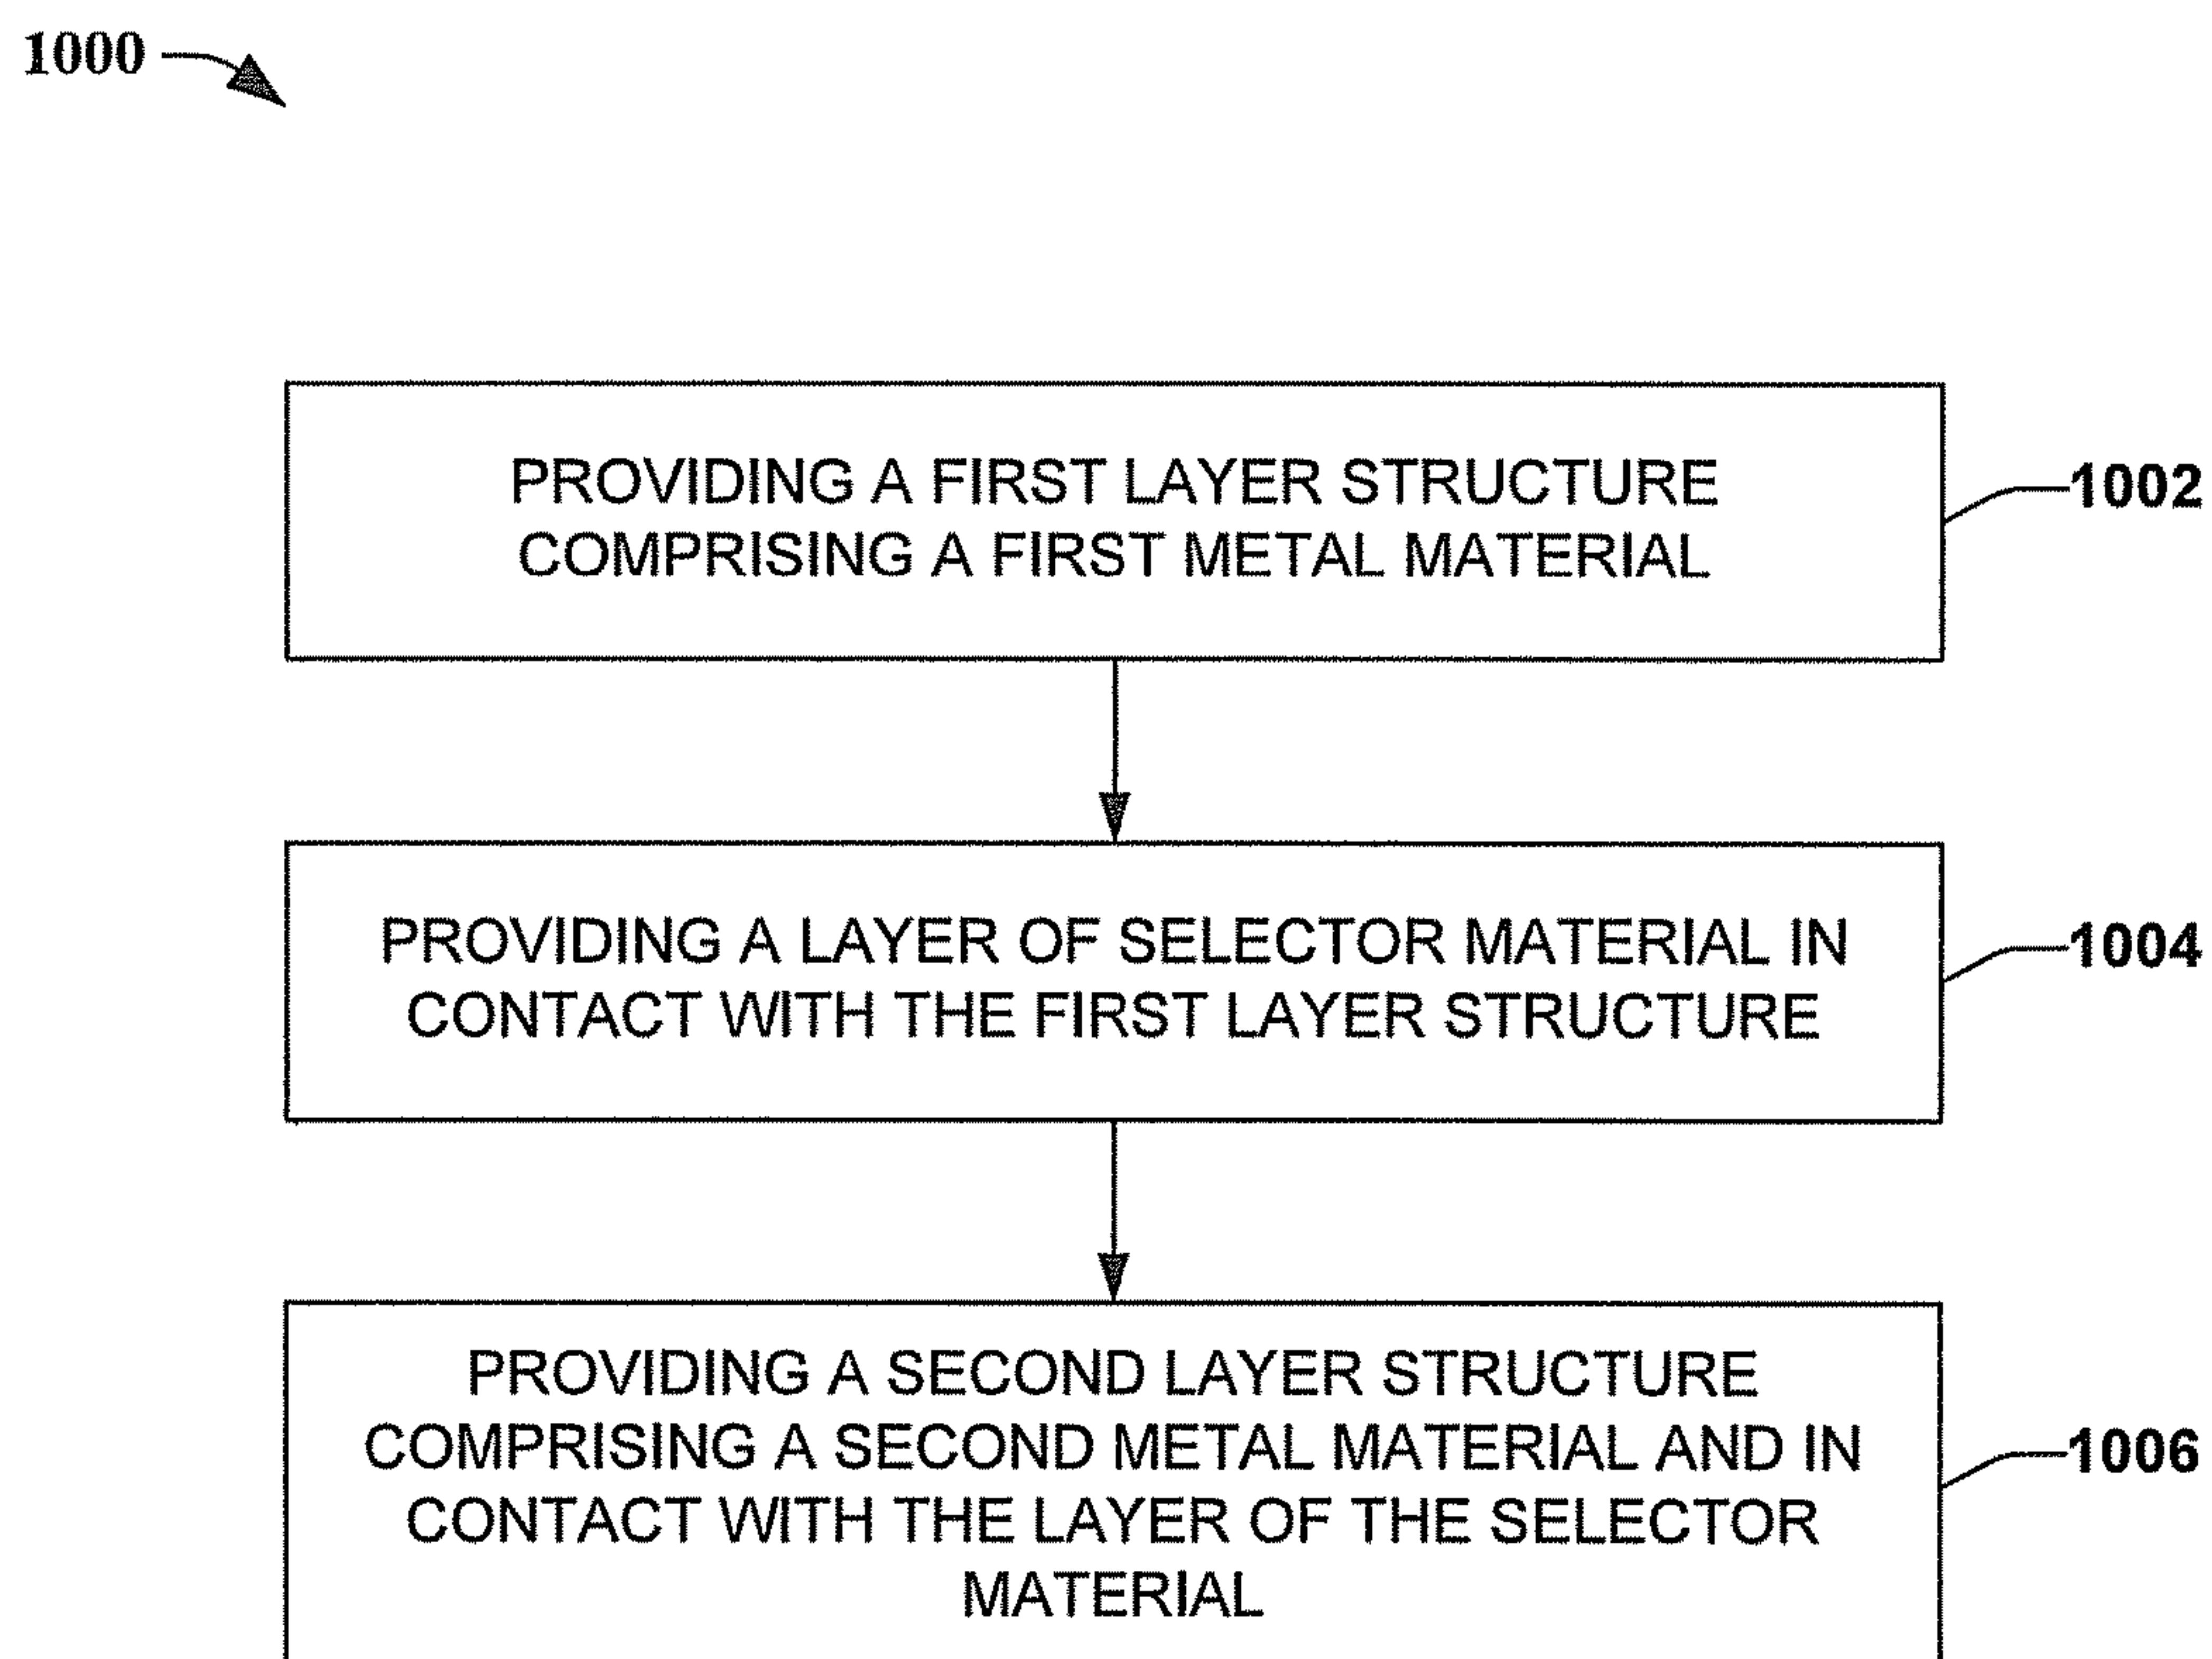 1000
PROVIDING A FIRST LAYER STRUCTURE
COMPRISING A FIRST METAL MATERIAL
1002
PROVIDING A LAYER OF SELECTOR MATERIAL IN
CONTACT WITH THE FIRST LAYER STRUCTURE
1004
PROVIDING A SECOND LAYER STRUCTURE
COMPRISING A SECOND METAL MATERIAL AND IN
CONTACT WITH THE LAYER OF THE SELECTOR
MATERIAL
1006